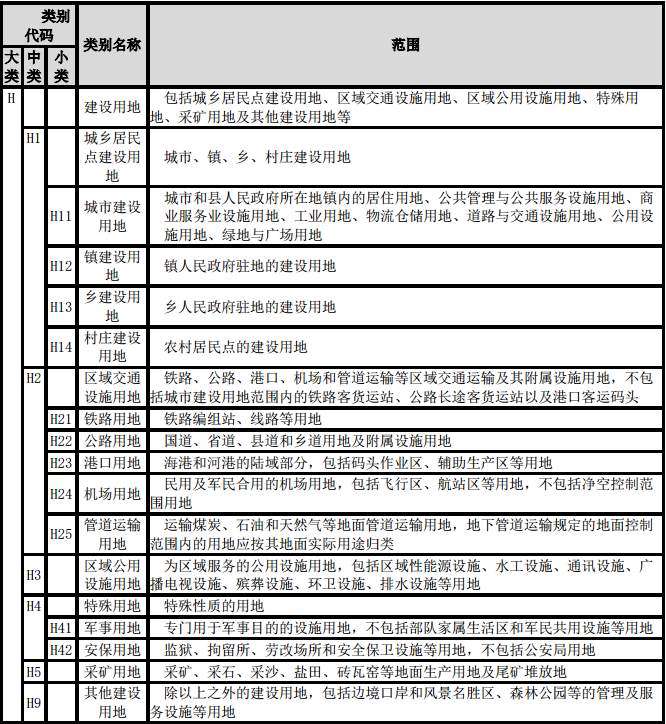 类别
代码
类别名称
范围
大类
中类
小类
H
建设用地
包括城乡居民点建设用地、区域交通设施用地、区域公用设施用地、特殊用
地、采矿用地及其他建设用地等
H1
城乡居民
点建设用
地
城市、镇、乡、村庄建设用地
H11
城市建设
用地
城市和县人民政府所在地镇内的居住用地、公共管理与公共服务设施用地、商
业服务业设施用地、工业用地、物流仓储用地、道路与交通设施用地、公用设
施用地、绿地与广场用地
H12
镇建设用
地
镇人民政府驻地的建设用地
H13
乡建设用
地
乡人民政府驻地的建设用地
H14
村庄建设
用地
农村居民点的建设用地
H2
区域交通
设施用地
铁路、公路、港口、机场和管道运输等区域交通运输及其附属设施用地，不包
括城市建设用地范围内的铁路客货运站、公路长途客货运站以及港口客运码头
H21
铁路用地
铁路编组站、线路等用地
H22
公路用地
国道、省道、县道和乡道用地及附属设施用地
H23
港口用地
海港和河港的陆域部分，包括码头作业区、辅助生产区等用地
H24
机场用地
民用及军民合用的机场用地，包括飞行区、航站区等用地，不包括净空控制范
围用地
H25
管道运输
用地
运输煤炭、石油和天然气等地面管道运输用地，地下管道运输规定的地面控制
范围内的用地应按其地面实际用途归类
H3
区域公用
设施用地
为区域服务的公用设施用地，包括区域性能源设施、水工设施、通讯设施、广
播电视设施、殡葬设施、环卫设施、排水设施等用地
H4
特殊用地
特殊性质的用地
H41
军事用地
专门用于军事目的的设施用地，不包括部队家属生活区和军民共用设施等用地
H42
安保用地
监狱、拘留所、劳改场所和安全保卫设施等用地，不包括公安局用地
H5
采矿用地
采矿、采石、采沙、盐田、砖瓦窑等地面生产用地及尾矿堆放地
H9
其他建设
用地
除以上之外的建设用地，包括边境口岸和风景名胜区、森林公园等的管理及服
务设施等用地